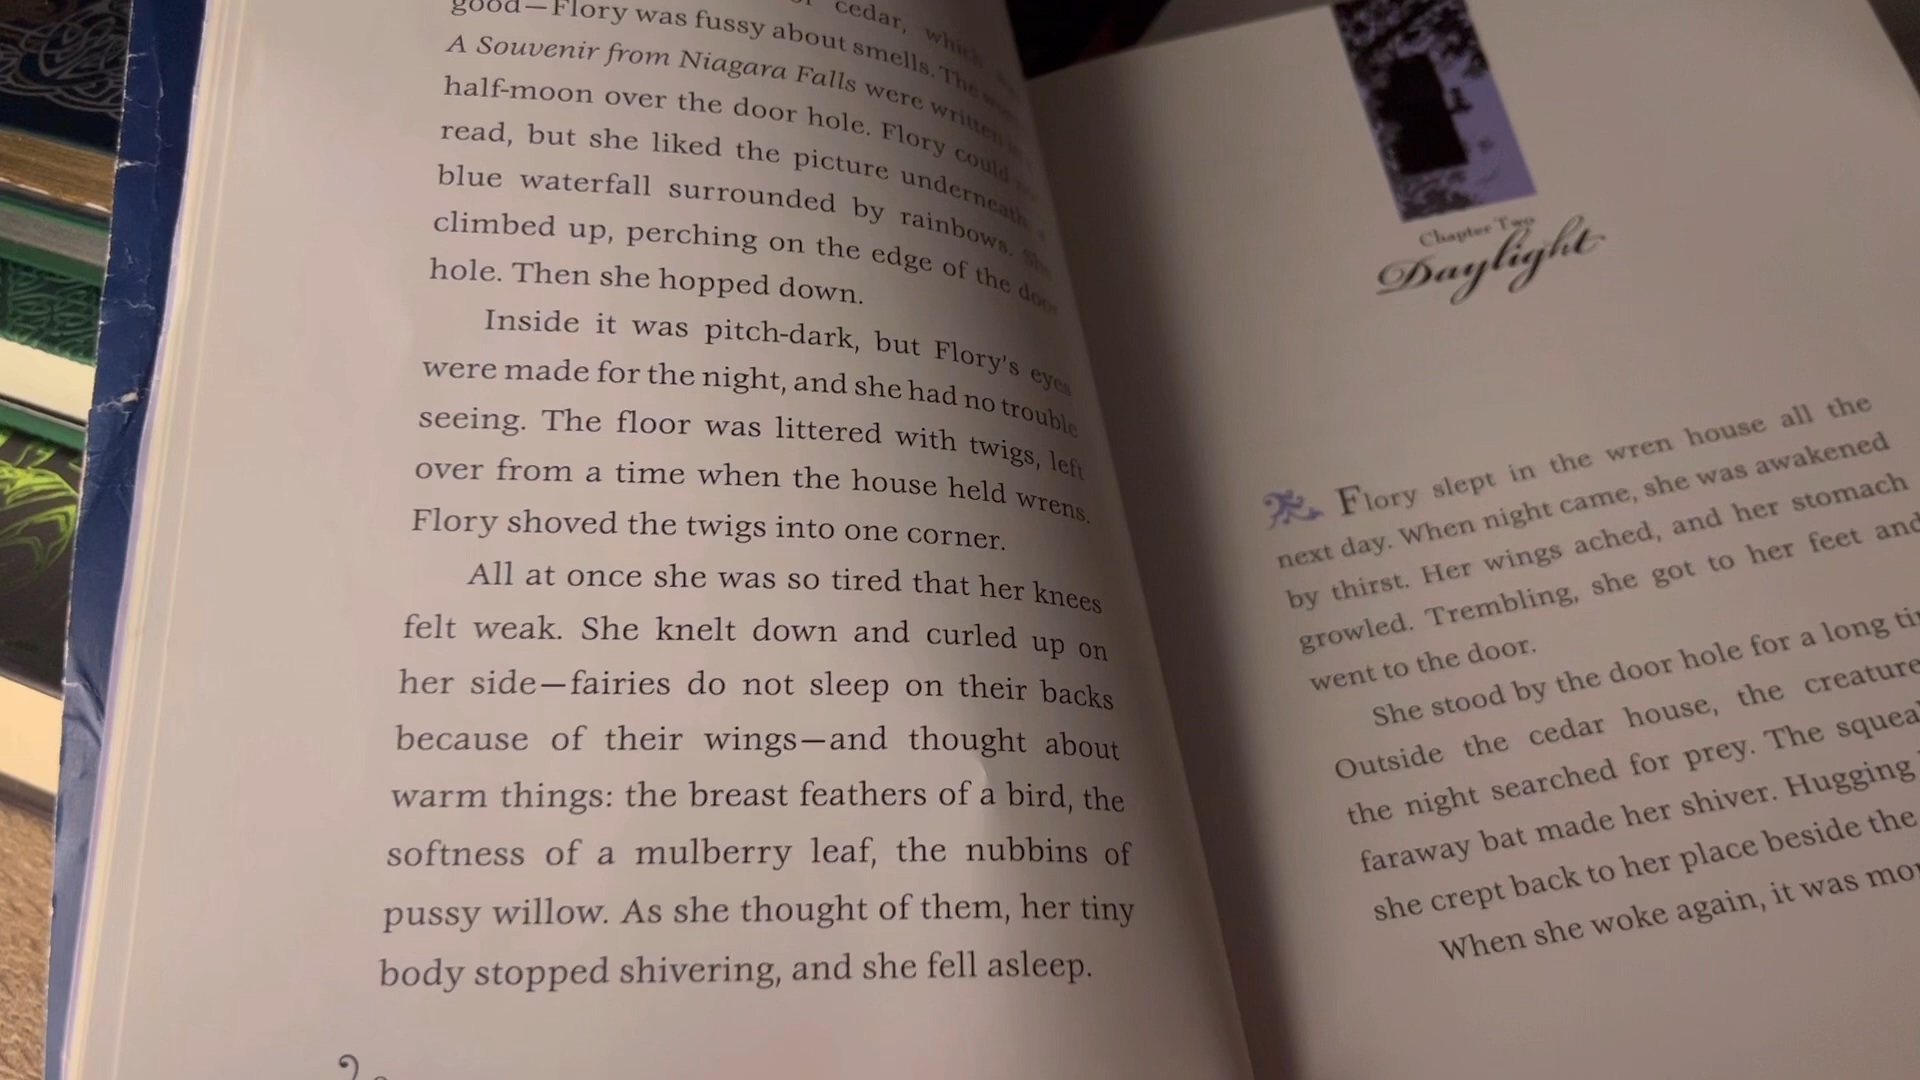 good—Flory was fussy about smells. The
cedar,
A Souvenir from Niagara Falls were written
half-moon over the door hole. Flory could
read, but she liked the picture underneath
blue waterfall surrounded by rainbows. She
climbed up, perching on the edge of the door
hole. Then she hopped down.
Inside it was pitch-dark, but Flory's eyes
were made for the night, and she had no trouble
seeing. The floor was littered with twigs, left
over from a time when the house held wrens.
Flory shoved the twigs into one corner.
All at once she was so tired that her knees
felt weak. She knelt down and curled up on
her side—fairies do not sleep on their backs
because of their wings—and thought about
warm things: the breast feathers of a bird, the
softness of a mulberry leaf, the nubbins of
pussy willow. As she thought of them, her tiny
body stopped shivering, and she fell asleep.
Chapter Two
Daylight
Flory slept in the wren house all the
next day. When night came, she was awakened
by thirst. Her wings ached, and her stomach
growled. Trembling, she got to her feet and
went to the door.
She stood by the door hole for a long
Outside the cedar house, the
the night searched for prey. The
faraway bat made her shiver. Hugging
she crept back to her place beside the
When she woke again, it was